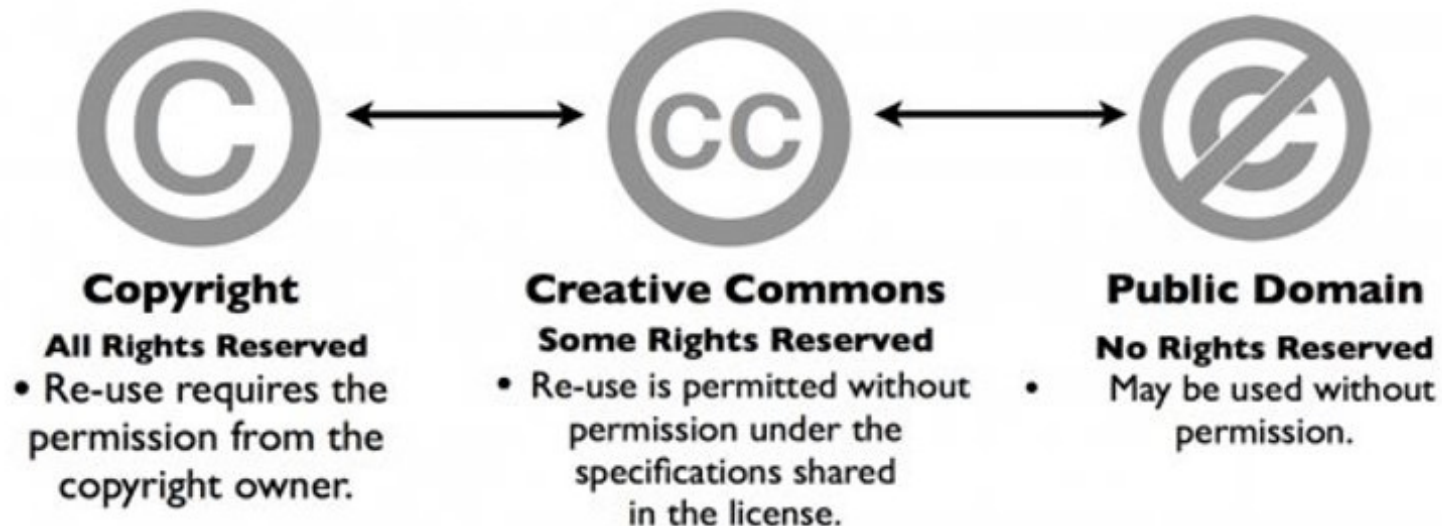 C
CC
C
Copyright
All Rights Reserved
• Re-use requires the
permission from the
copyright owner.
Creative Commons
Some Rights Reserved
• Re-use is permitted without
permission under the
specifications shared
in the license.
Public Domain
No Rights Reserved
• May be used without
permission.